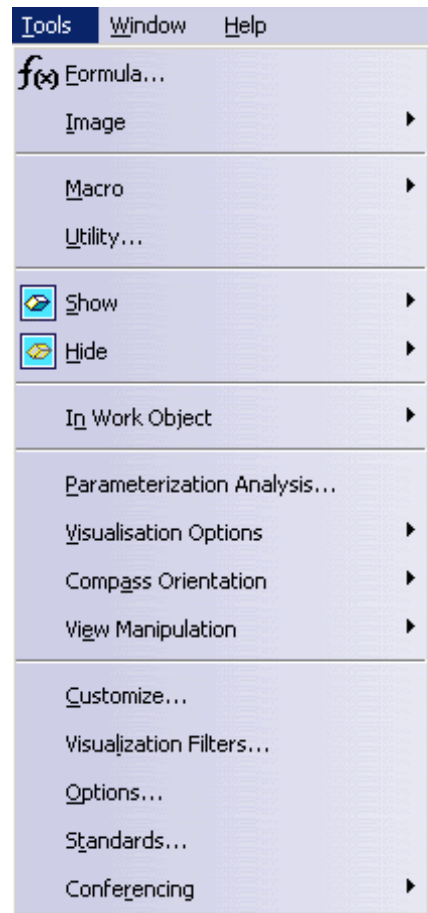 Tools Window Help
f(x) Formula...
Image
Macro
Utility...
Show
Hide
In Work Object
Parameterization Analysis...
Visualisation Options
Compass Orientation
View Manipulation
Customize...
Visualization Filters...
Options...
Standards...
Conferencing